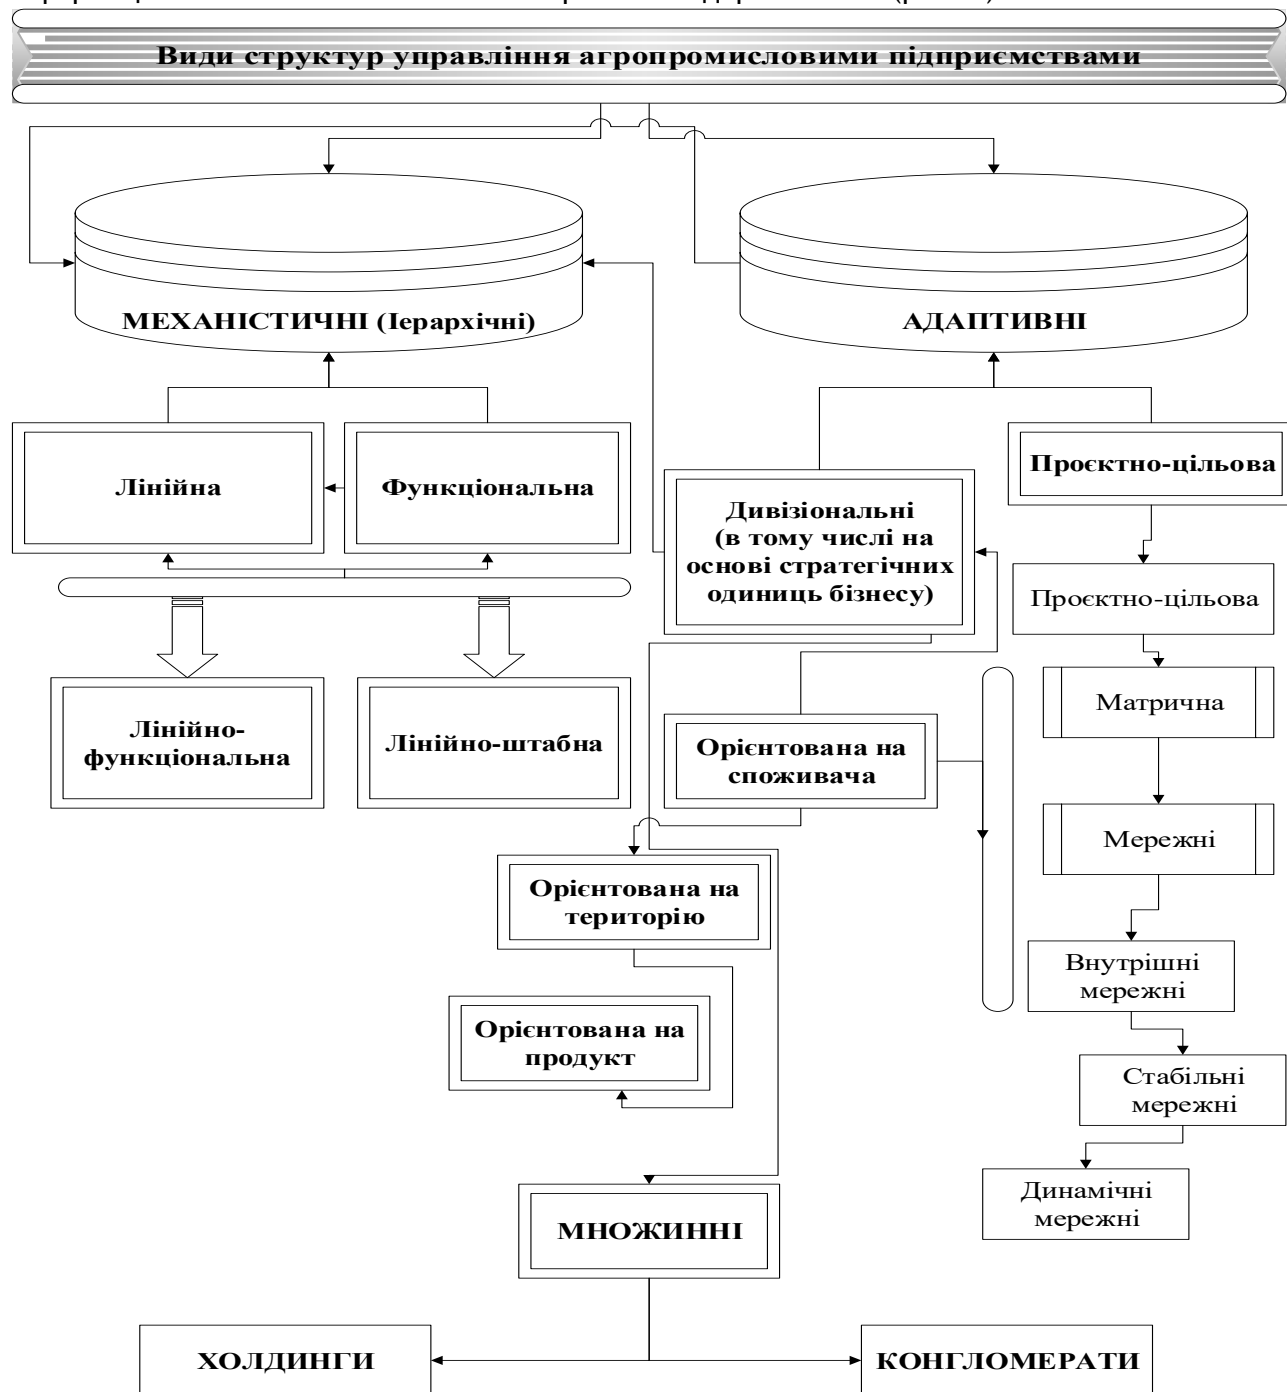 Види структур управління агропромисловими підприємствами
МЕХАНІСТИЧНІ (Ієрархічні)
АДАПТИВНІ
Лінійна
Функціональна
Дивізіональні
(в тому числі на
основі стратегічних
одиниць бізнесу)
Проєктно-цільова
Проєктно-цільова
Лінійно-
функціональна
Лінійно-штабна
Орієнтована на
споживача
Матрична
Мережні
Орієнтована на
територію
Внутрішні
мережні
Орієнтована на
продукт
Стабільні
мережні
Динамічні
мережні
МНОЖИННІ
ХОЛДИНГИ
КОНГЛОМЕРАТИ